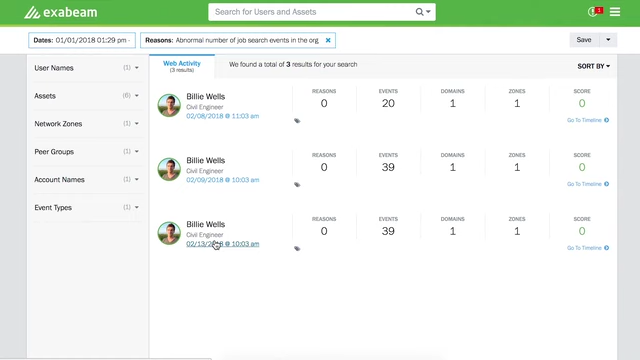 exabeam
Search for Users and Assets
1
Dates: 01/01/2018 01:29 pm -
Reasons: Abnormal number of job search events in the org
Save
User Names (1)
Assets (6)
Network Zones (1)
Peer Groups (1)
Account Names (1)
Event Types (1)
Web Activity
(3 results)
We found a total of 3 results for your search
SORT BY
Billie Wells
Civil Engineer
02/08/2018 @ 11:03 am
REASONS EVENTS DOMAINS ZONES SCORE
0 20 1 1 0
Go To Timeline
Billie Wells
Civil Engineer
02/09/2018 @ 10:03 am
REASONS EVENTS DOMAINS ZONES SCORE
0 39 1 1 0
Go To Timeline
Billie Wells
Civil Engineer
02/13/2018 @ 10:03 am
REASONS EVENTS DOMAINS ZONES SCORE
0 39 1 1 0
Go To Timeline